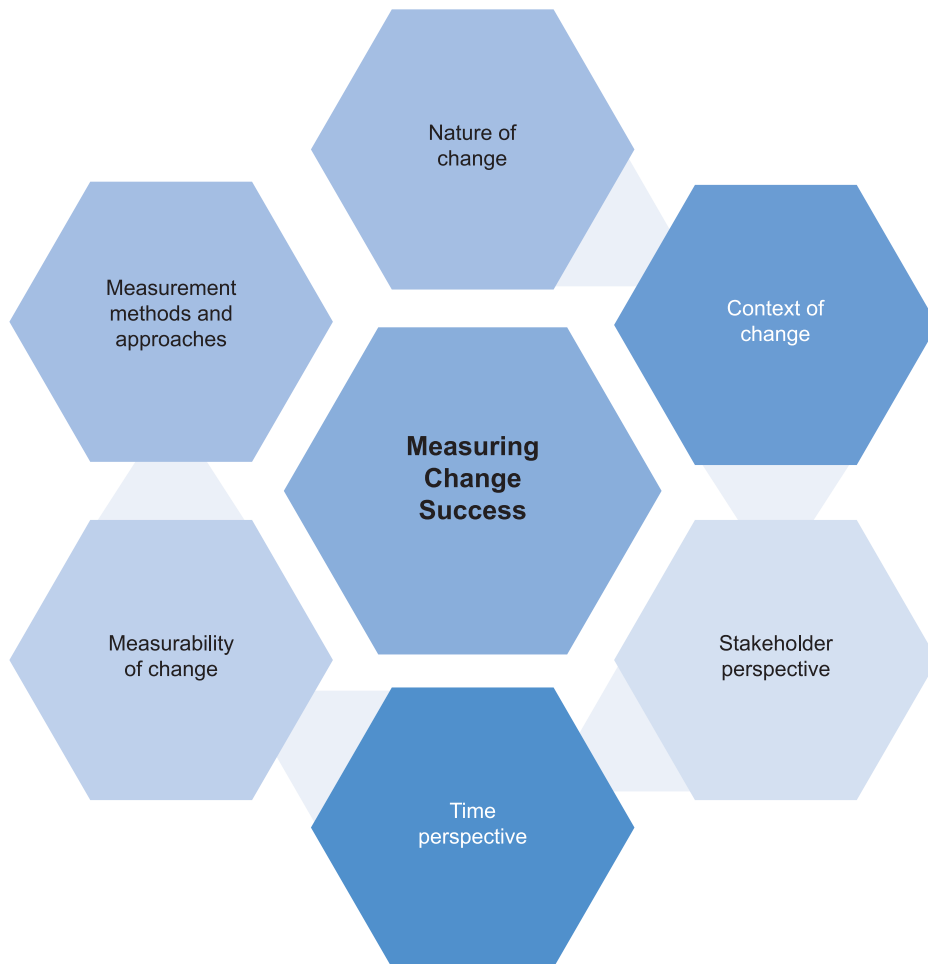 Nature of
change
Context of
change
Stakeholder
perspective
Time
perspective
Measurability
of change
Measurement
methods and
approaches
Measuring
Change
Success